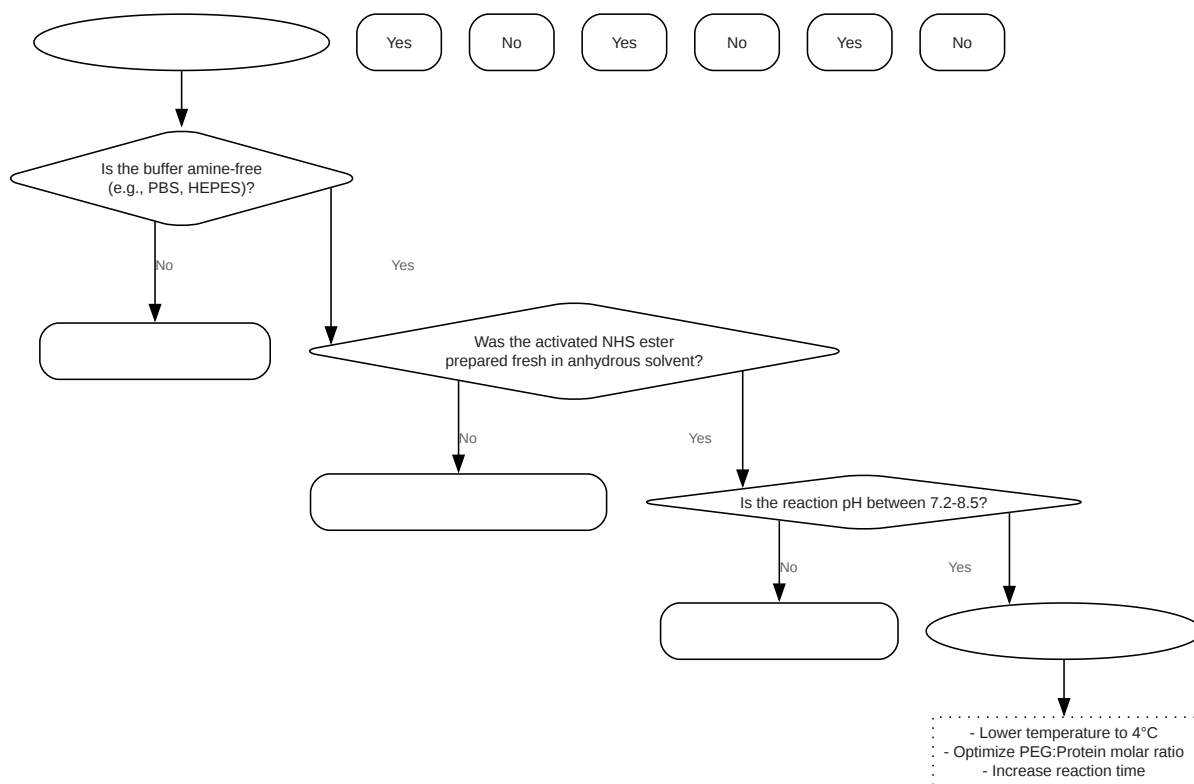 Yes
No
Yes
No
Yes
No
Is the buffer amine-free
(e.g., PBS, HEPES)?
No
Yes
Was the activated NHS ester
prepared fresh in anhydrous solvent?
No
Yes
Is the reaction pH between 7.2-8.5?
No
Yes
- Lower temperature to 4°C
- Optimize PEG:Protein molar ratio
- Increase reaction time